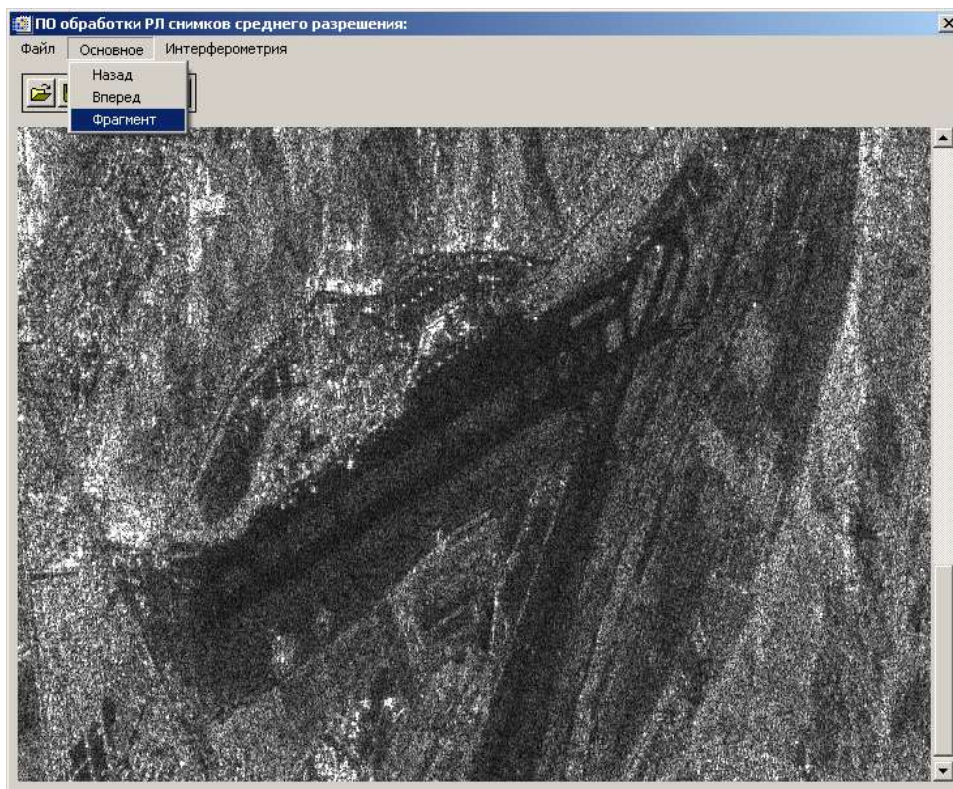 ПО обработки РЛ снимков среднего разрешения:
Файл Основное Интерферометрия
Назад
Вперед
Фрагмент